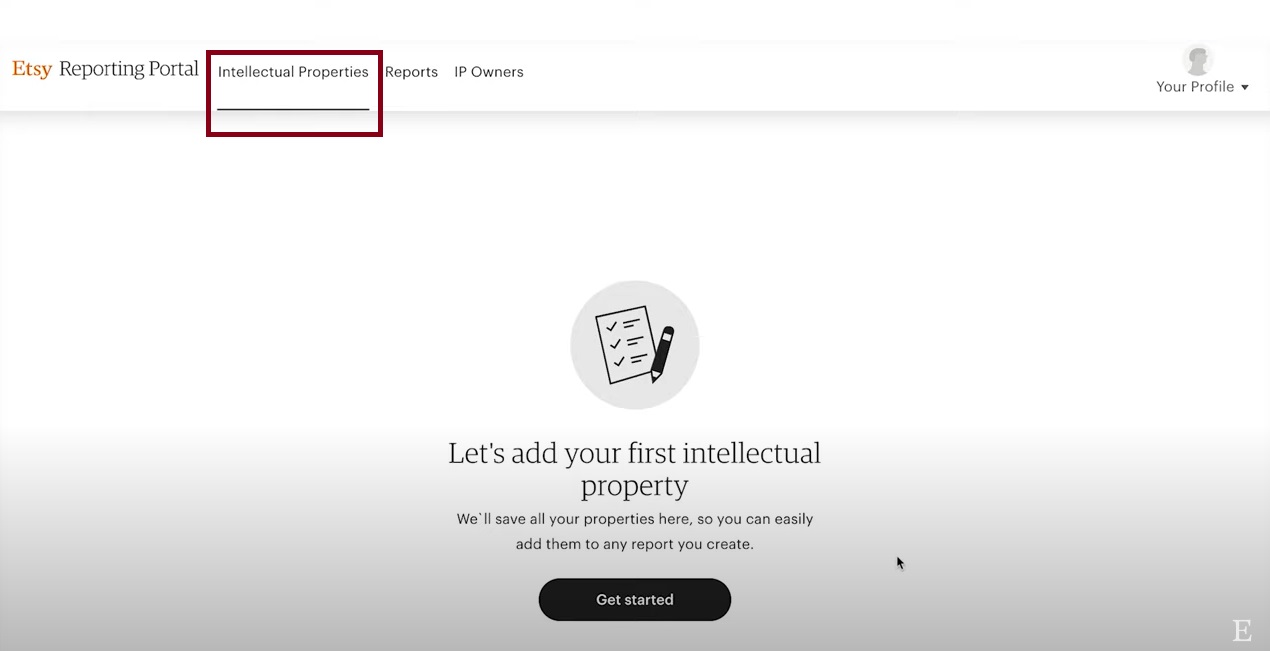 Etsy Reporting Portal Intellectual Properties Reports IP Owners
Your Profile
Let's add your first intellectual
property
We`ll save all your properties here, so you can easily
add them to any report you create.
Get started
E